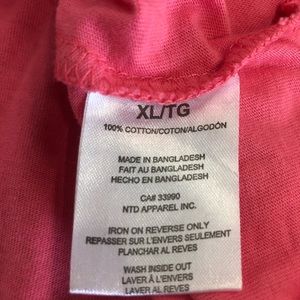 XL/TG
100% COTTON/COTON/ALGODÓN
MADE IN BANGLADESH
FAIT AU BANGLADESH
HECHO EN BANGLADESH
CA# 33990
NTD APPAREL INC.
IRON ON REVERSE ONLY
REPASSER SUR L'ENVERS SEULEMENT
PLANCHAR AL REVES
WASH INSIDE OUT
LAVER À L'ENVERS
LAVAR AL REVES